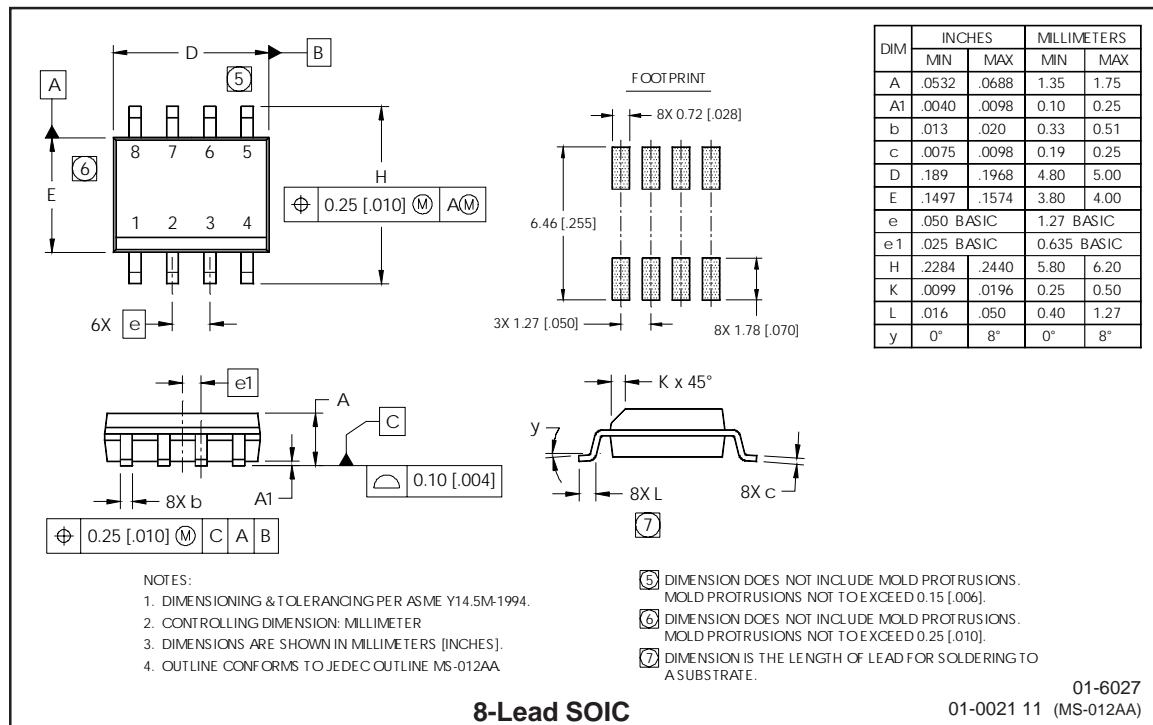 D
B
5
A
8 7 6 5
6
E
H
⌖ 0.25 [.010] Ⓜ AⓂ
1 2 3 4
6X e
FOOTPRINT
8X 0.72 [.028]
6.46 [.255]
3X 1.27 [.050]
8X 1.78 [.070]
DIM INCHES MILLIMETERS
MIN MAX MIN MAX
A .0532 .0688 1.35 1.75
A1 .0040 .0098 0.10 0.25
b .013 .020 0.33 0.51
c .0075 .0098 0.19 0.25
D .189 .1968 4.80 5.00
E .1497 .1574 3.80 4.00
e .050 BASIC 1.27 BASIC
e1 .025 BASIC 0.635 BASIC
H .2284 .2440 5.80 6.20
K .0099 .0196 0.25 0.50
L .016 .050 0.40 1.27
y 0° 8° 0° 8°
e1
A
C
⌓ 0.10 [.004]
8X b
A1
⌖ 0.25 [.010] Ⓜ C A B
K x 45°
y
8X L
8X c
7
NOTES:
1. DIMENSIONING & TOLERANCING PER ASME Y14.5M-1994.
2. CONTROLLING DIMENSION: MILLIMETER
3. DIMENSIONS ARE SHOWN IN MILLIMETERS [INCHES].
4. OUTLINE CONFORMS TO JEDEC OUTLINE MS-012AA.
5 DIMENSION DOES NOT INCLUDE MOLD PROTRUSIONS.
MOLD PROTRUSIONS NOT TO EXCEED 0.15 [.006].
6 DIMENSION DOES NOT INCLUDE MOLD PROTRUSIONS.
MOLD PROTRUSIONS NOT TO EXCEED 0.25 [.010].
7 DIMENSION IS THE LENGTH OF LEAD FOR SOLDERING TO
A SUBSTRATE.
8-Lead SOIC
01-6027
01-0021 11 (MS-012AA)